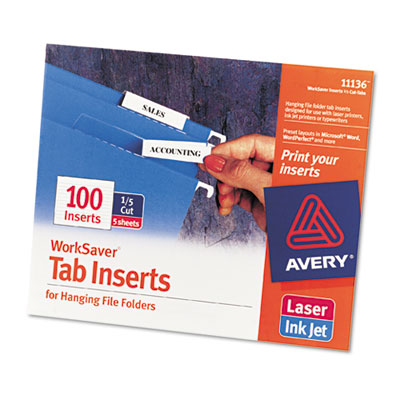 11136™
WorkSaver Inserts 1/5 Cut-Tabs
Hanging file folder tab inserts
designed for use with laser printers,
ink jet printers or typewriters
Preset layouts in Microsoft® Word,
WordPerfect® and more
Print your
inserts
SALES
ACCOUNTING
100
Inserts
1/5
Cut
5 sheets
WorkSaver®
Tab Inserts
for Hanging File Folders
AVERY
Laser
Ink Jet